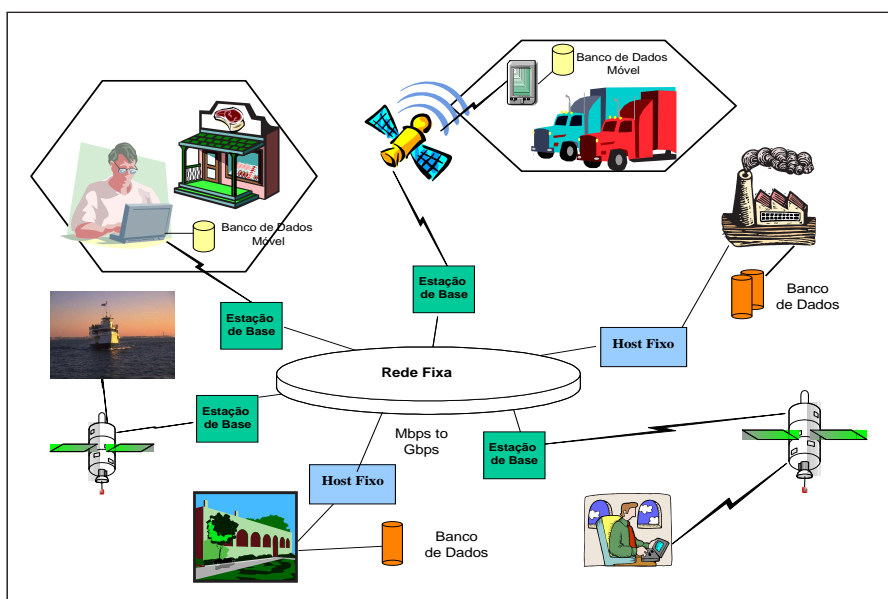 Banco de Dados
Móvel
Banco de Dados
Móvel
Estação
de Base
Estação
de Base
Banco
de Dados
Host Fixo
Rede Fixa
Estação
de Base
Mbps to
Gbps
Estação
de Base
Host Fixo
Banco
de Dados